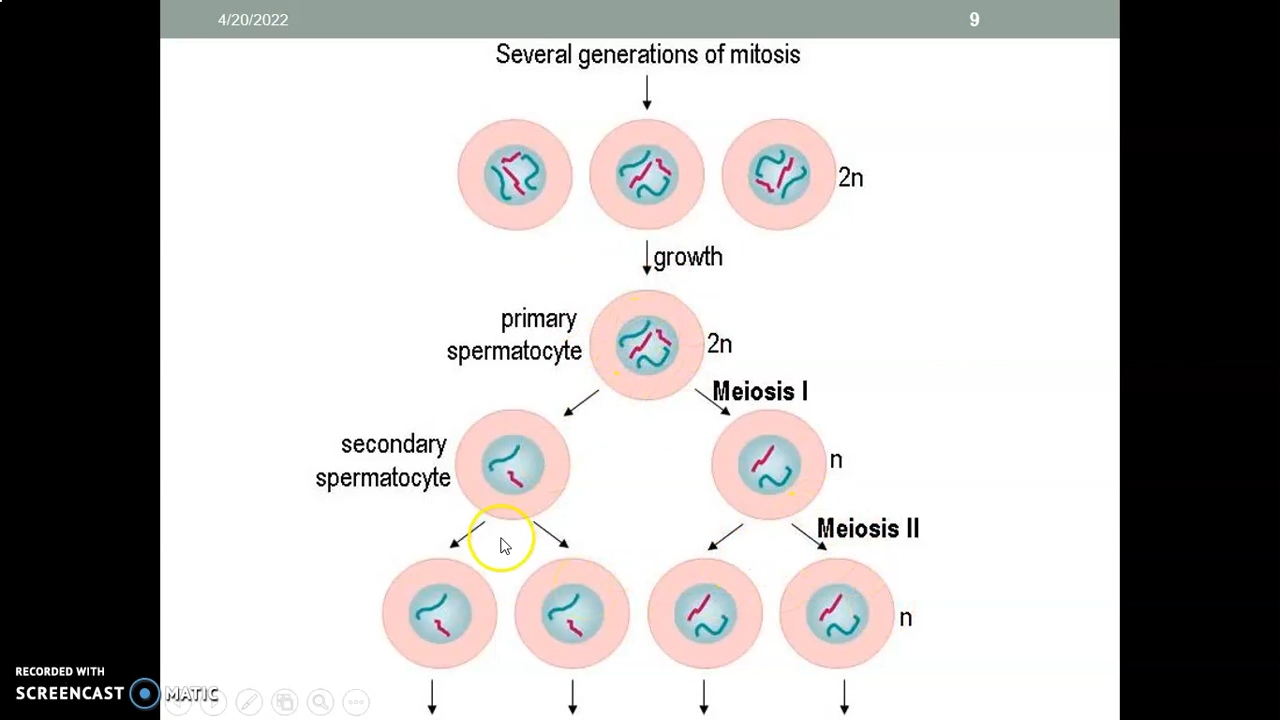 4/20/2022
9
Several generations of mitosis
2n
growth
primary
spermatocyte
2n
Meiosis I
secondary
spermatocyte
n
Meiosis II
n
RECORDED WITH
SCREENCAST MATIC